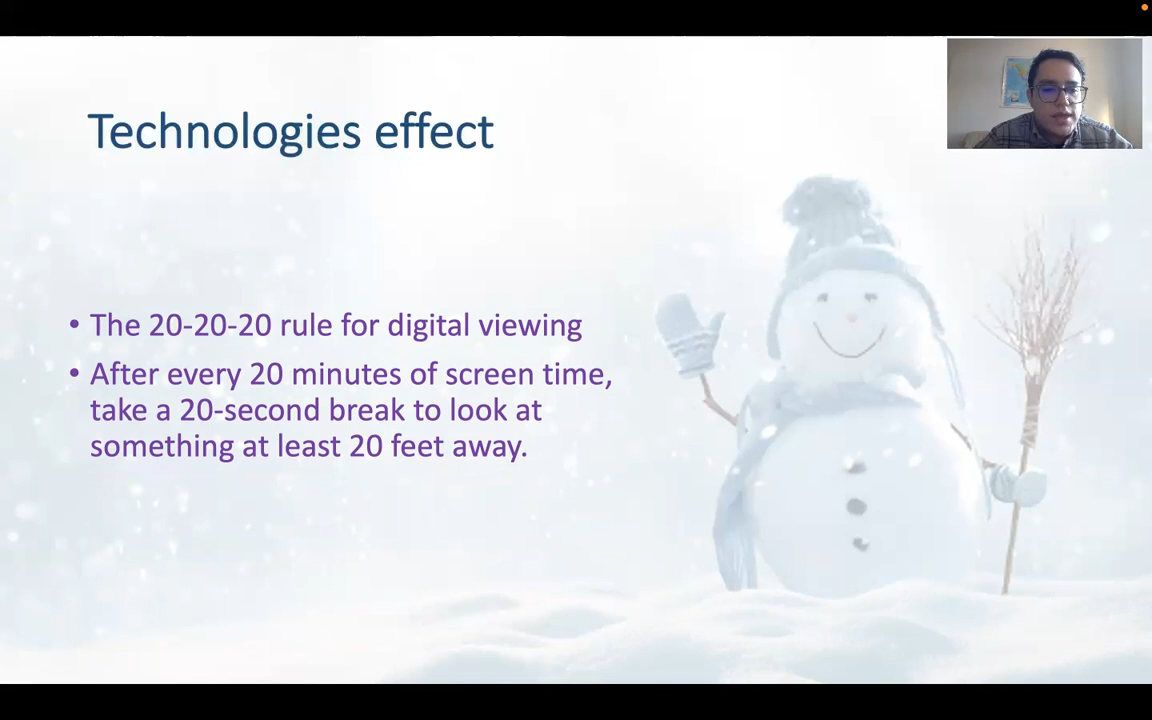 Technologies effect
• The 20-20-20 rule for digital viewing
• After every 20 minutes of screen time,
take a 20-second break to look at
something at least 20 feet away.